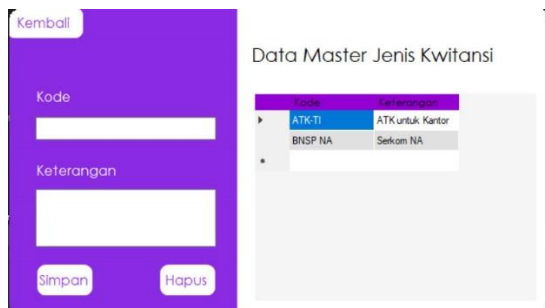 Kembali
Data Master Jenis Kwitansi
Kode
Keterangan
Simpan
Hapus
Kode Keterangan
ATK-TI ATK untuk Kantor
BNSP NA Serkom NA